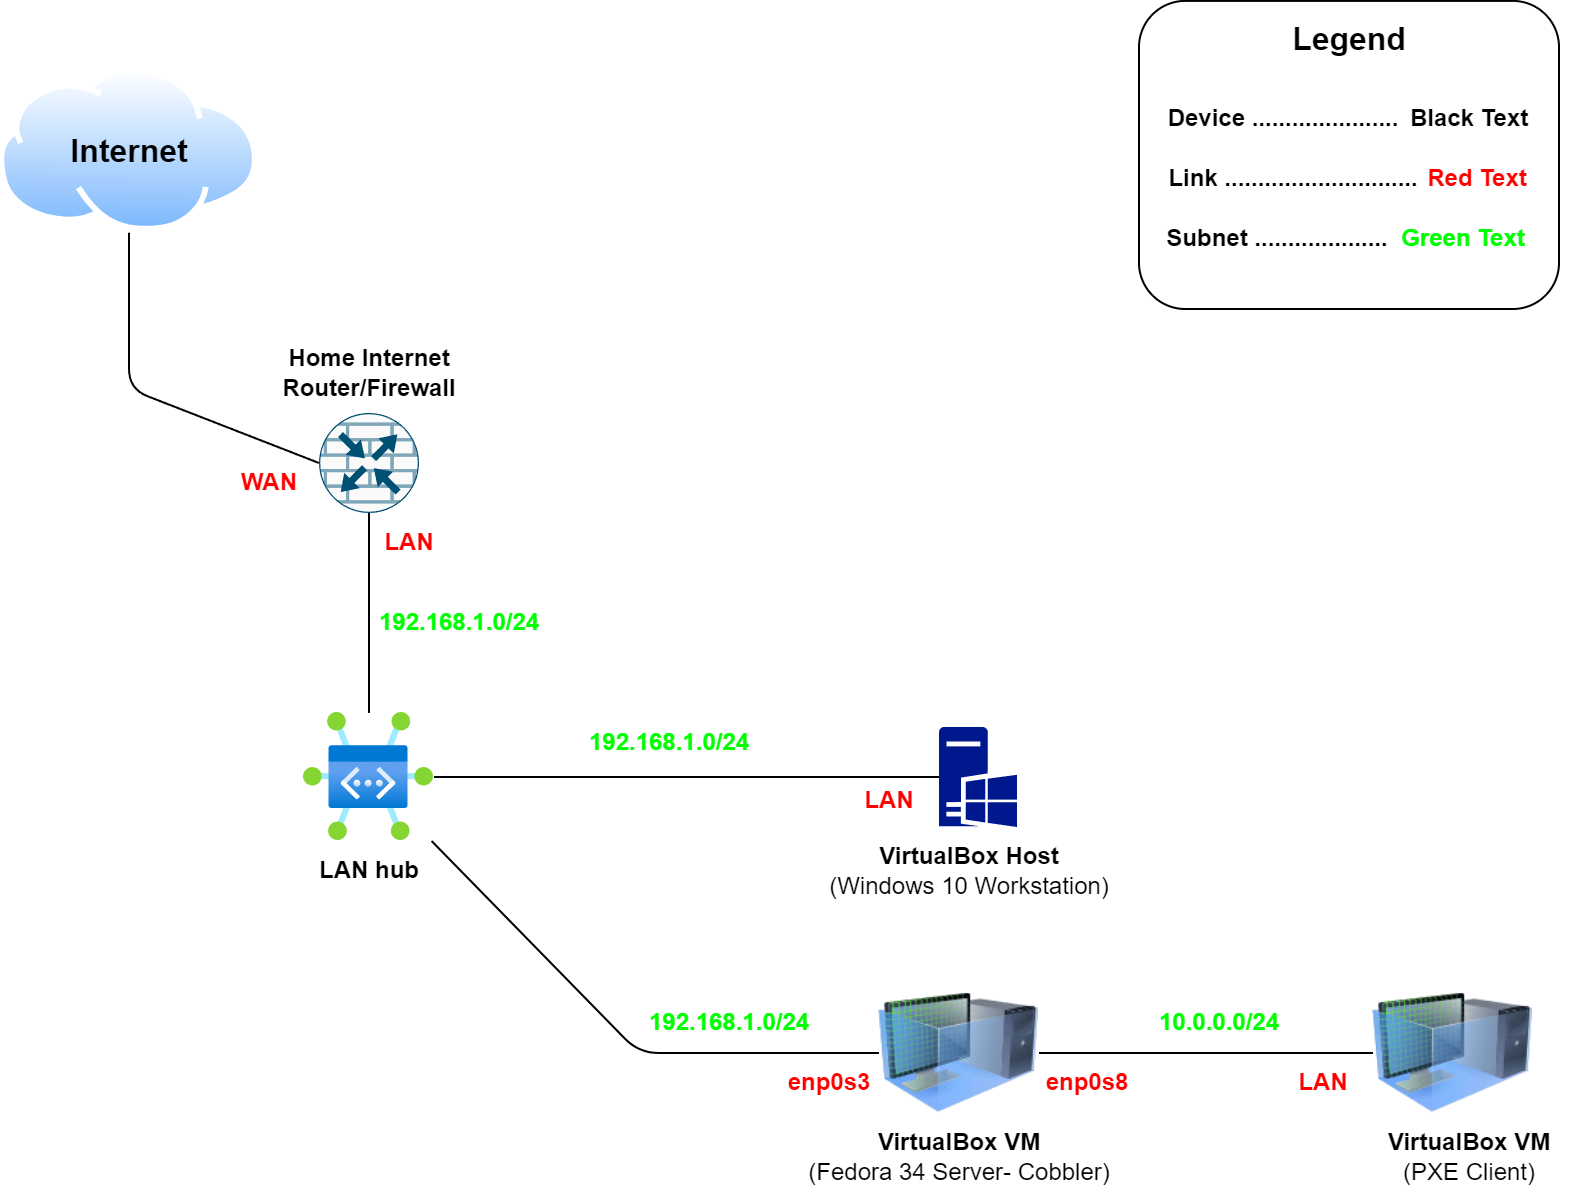 Legend
Device ...................... Black Text
Link ............................. Red Text
Subnet .................... Green Text
Internet
Home Internet
Router/Firewall
WAN
LAN
192.168.1.0/24
192.168.1.0/24
LAN
LAN hub
VirtualBox Host
(Windows 10 Workstation)
192.168.1.0/24
10.0.0.0/24
enp0s3
enp0s8
LAN
VirtualBox VM
(Fedora 34 Server- Cobbler)
VirtualBox VM
(PXE Client)